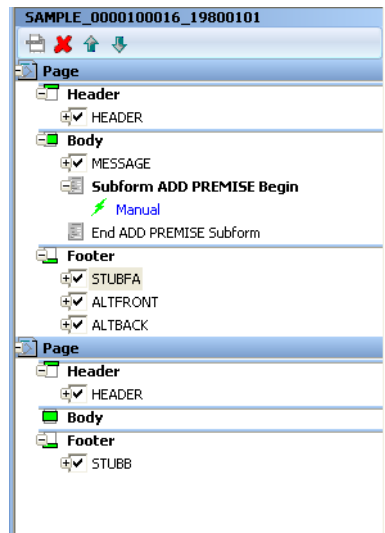 SAMPLE_0000100016_19800101
Page
Header
HEADER
Body
MESSAGE
Subform ADD PREMISE Begin
Manual
End ADD PREMISE Subform
Footer
STUBFA
ALTFRONT
ALTBACK
Page
Header
HEADER
Body
Footer
STUBB